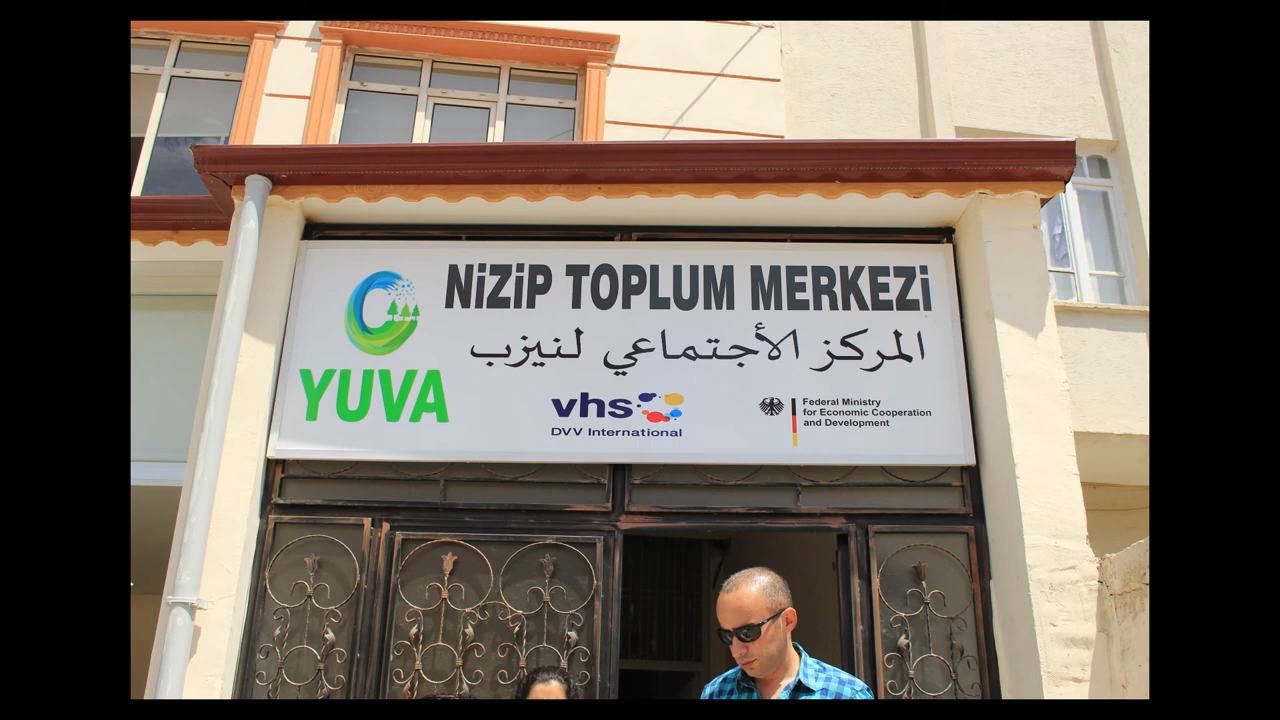 NiZiP TOPLUM MERKEZi
المركز الأجتماعي لنيزب
YUVA
vhs
DVV International
Federal Ministry
for Economic Cooperation
and Development